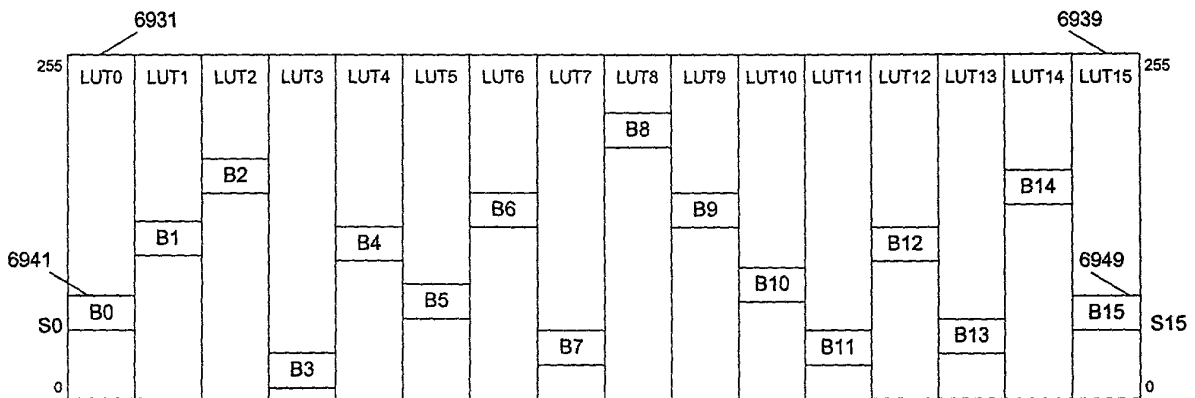 6931 6939
255 LUT0 LUT1 LUT2 LUT3 LUT4 LUT5 LUT6 LUT7 LUT8 LUT9 LUT10 LUT11 LUT12 LUT13 LUT14 LUT15 255
B8
B2
B14
B6 B9
B1 B4 B12
6941 6949
B5 B10
B0 B15
S0 S15
B13
B7 B11
B3
0 0